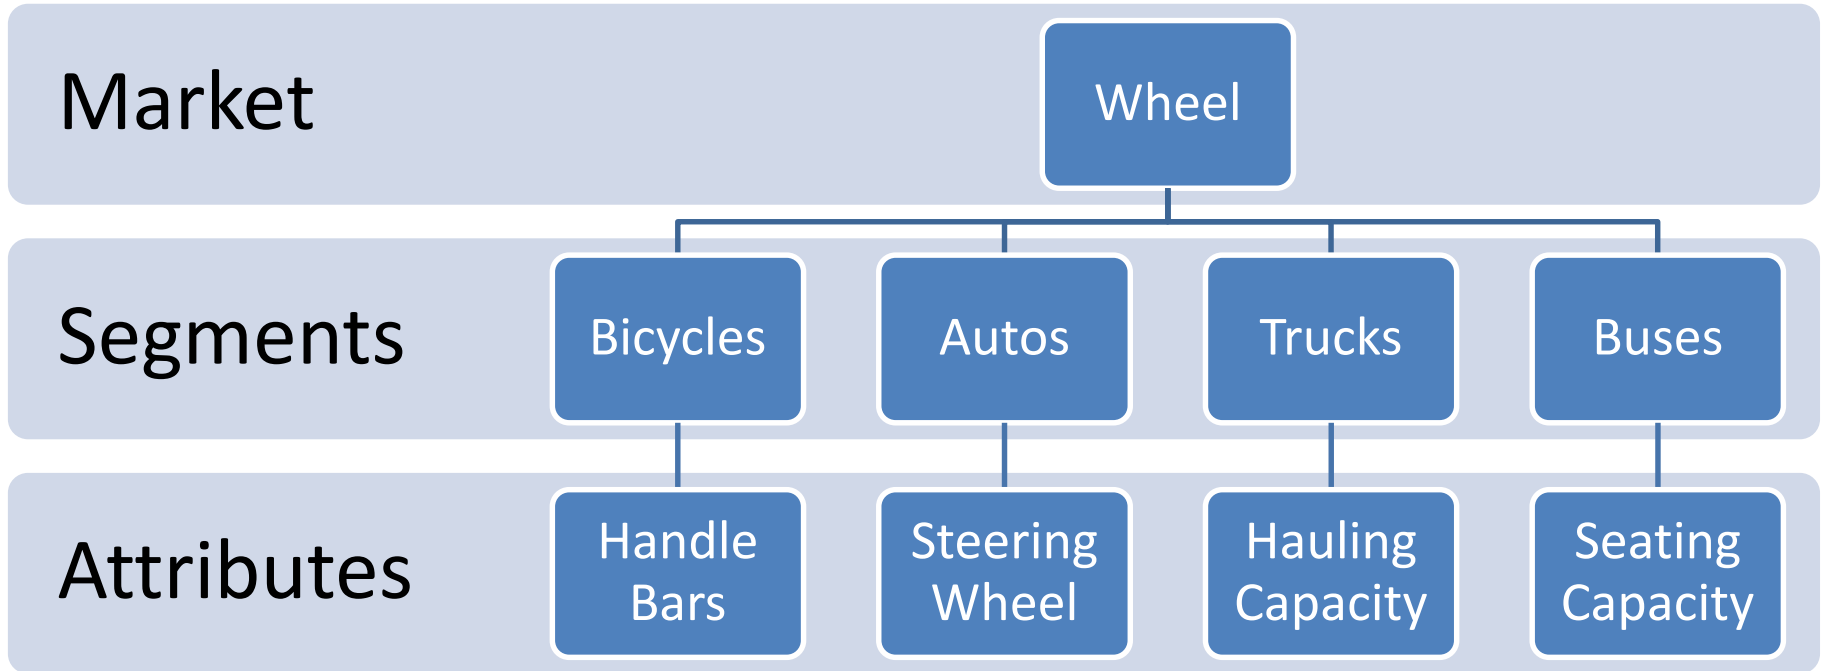 Market
Wheel
Segments
Bicycles
Autos
Trucks
Buses
Attributes
Handle
Bars
Steering
Wheel
Hauling
Capacity
Seating
Capacity